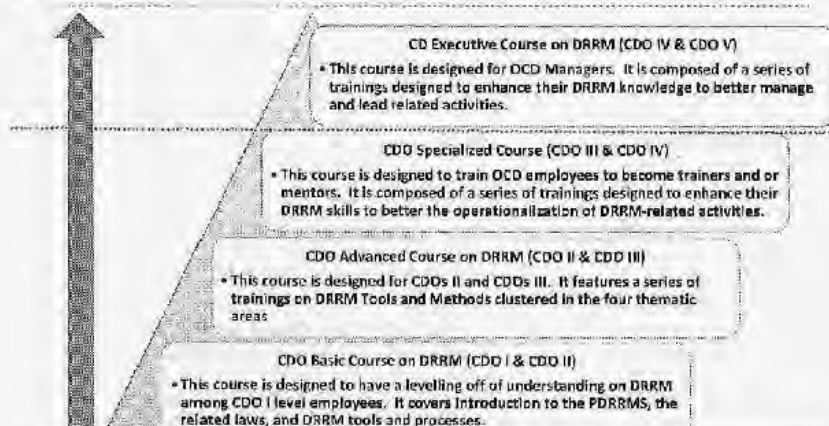 CD Executive Course on DRRM (CDO IV & CDO V)
• This course is designed for OCD Managers. It is composed of a series of
trainings designed to enhance their DRRM knowledge to better manage
and lead related activities.
CDO Specialized Course (CDO III & CDO IV)
• This course is designed to train OCD employees to become trainers and or
mentors. It is composed of a series of trainings designed to enhance their
DRRM skills to better the operationalization of DRRM-related activities.
CDO Advanced Course on DRRM (CDO II & CDO III)
• This course is designed for CDOs II and CDOs III. It features a series of
trainings on DRRM Tools and Methods clustered in the four thematic
areas
CDO Basic Course on DRRM (CDO I & CDO II)
• This course is designed to have a levelling off of understanding on DRRM
among CDO I level employees. It covers Introduction to the PDRRMS, the
related laws, and DRRM tools and processes.